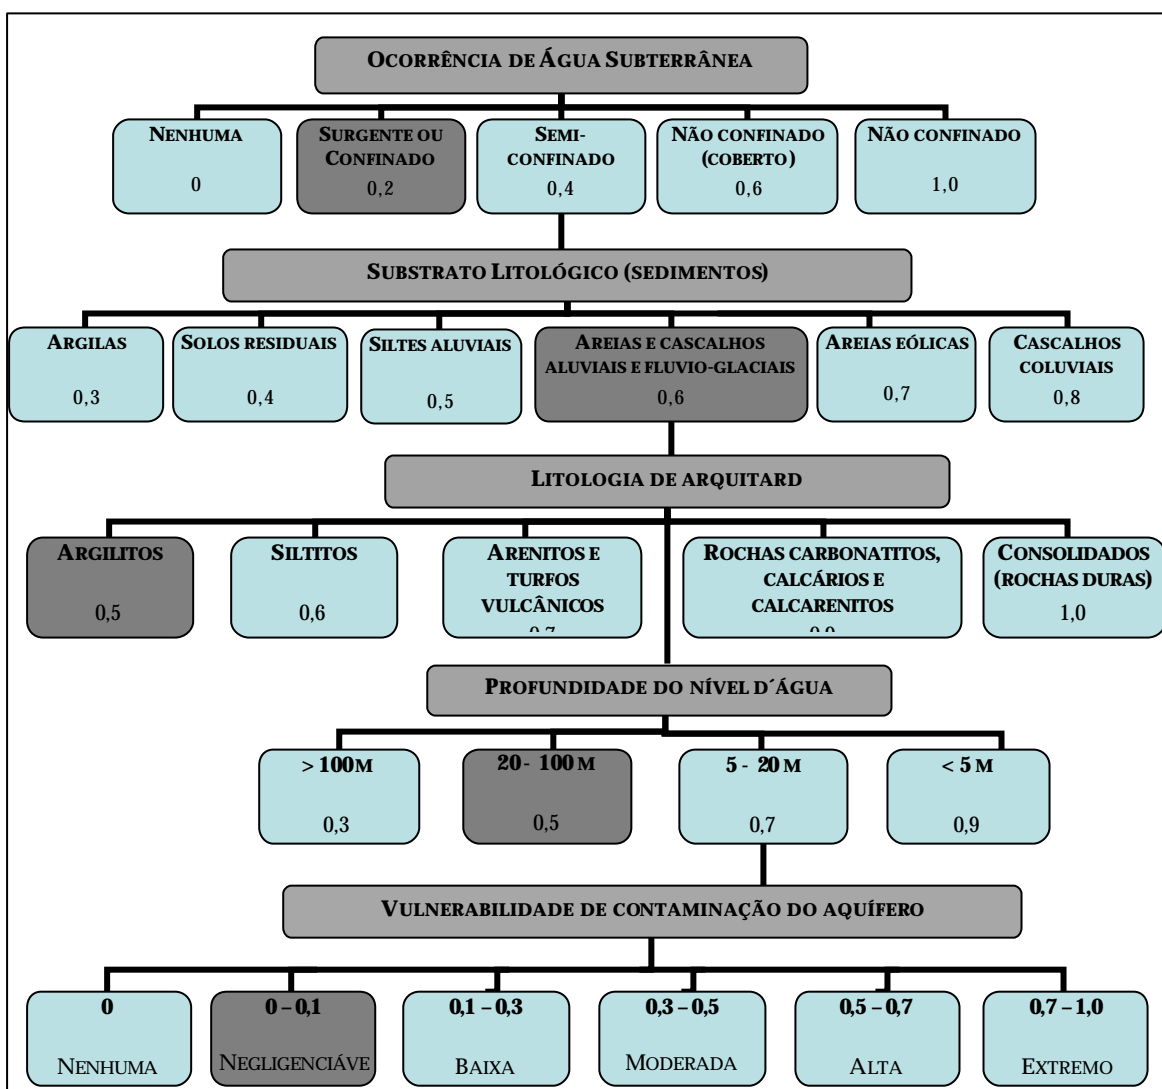 OCORRÊNCIA DE ÁGUA SUBTERRÂNEA
NENHUMA
0
SURGENTE OU
CONFINADO
0,2
SEMI-
CONFINADO
0,4
NÃO CONFINADO
(COBERTO)
0,6
NÃO CONFINADO
1,0
SUBSTRATO LITOLÓGICO (SEDIMENTOS)
ARGILAS
0,3
SOLOS RESIDUAIS
0,4
SILTES ALUVIAIS
0,5
AREIAS E CASCALHOS
ALUVIAIS E FLUVIO-GLACIAIS
0,6
AREIAS EÓLICAS
0,7
CASCALHOS
COLUVIAIS
0,8
LITOLOGIA DE ARQUITARD
ARGILITOS
0,5
SILTITOS
0,6
ARENITOS E
TURFOS
VULCÂNICOS
ROCHAS CARBONATITOS,
CALCÁRIOS E
CALCARENITOS
CONSOLIDADOS
(ROCHAS DURAS)
1,0
PROFUNDIDADE DO NÍVEL D´ÁGUA
> 100 M
0,3
20 - 100 M
0,5
5 - 20 M
0,7
< 5 M
0,9
VULNERABILIDADE DE CONTAMINAÇÃO DO AQUÍFERO
0
NENHUMA
0 – 0,1
NEGLIGENCIÁVE
0,1 – 0,3
BAIXA
0,3 – 0,5
MODERADA
0,5 – 0,7
ALTA
0,7 – 1,0
EXTREMO